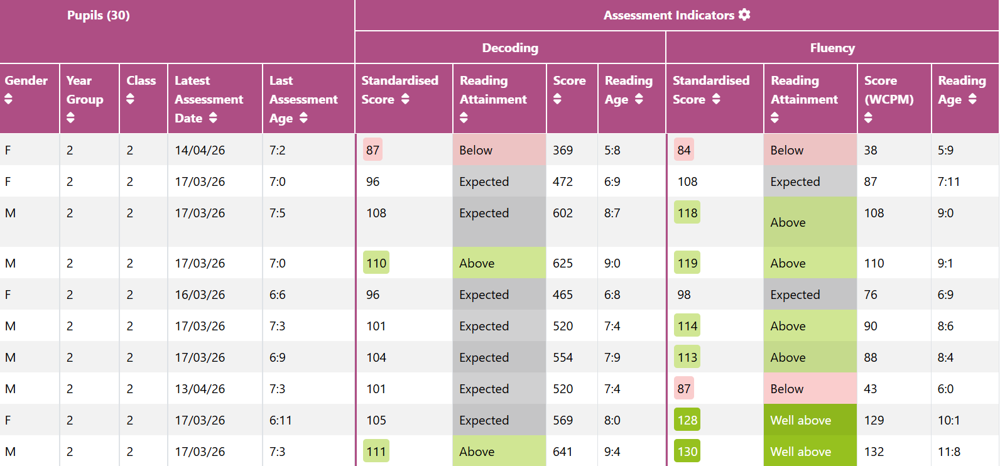 Pupils (30)
Assessment Indicators
Decoding
Fluency
Gender
Year Group
Class
Latest Assessment Date
Last Assessment Age
Standardised Score
Reading Attainment
Score
Reading Age
Standardised Score
Reading Attainment
Score (WCPM)
Reading Age
F 2 2 14/04/26 7:2 87 Below 369 5:8 84 Below 38 5:9
F 2 2 17/03/26 7:0 96 Expected 472 6:9 108 Expected 87 7:11
M 2 2 17/03/26 7:5 108 Expected 602 8:7 118 Above 108 9:0
M 2 2 17/03/26 7:0 110 Above 625 9:0 119 Above 110 9:1
F 2 2 16/03/26 6:6 96 Expected 465 6:8 98 Expected 76 6:9
M 2 2 17/03/26 7:3 101 Expected 520 7:4 114 Above 90 8:6
M 2 2 17/03/26 6:9 104 Expected 554 7:9 113 Above 88 8:4
M 2 2 13/04/26 7:3 101 Expected 520 7:4 87 Below 43 6:0
F 2 2 17/03/26 6:11 105 Expected 569 8:0 128 Well above 129 10:1
M 2 2 17/03/26 7:3 111 Above 641 9:4 130 Well above 132 11:8